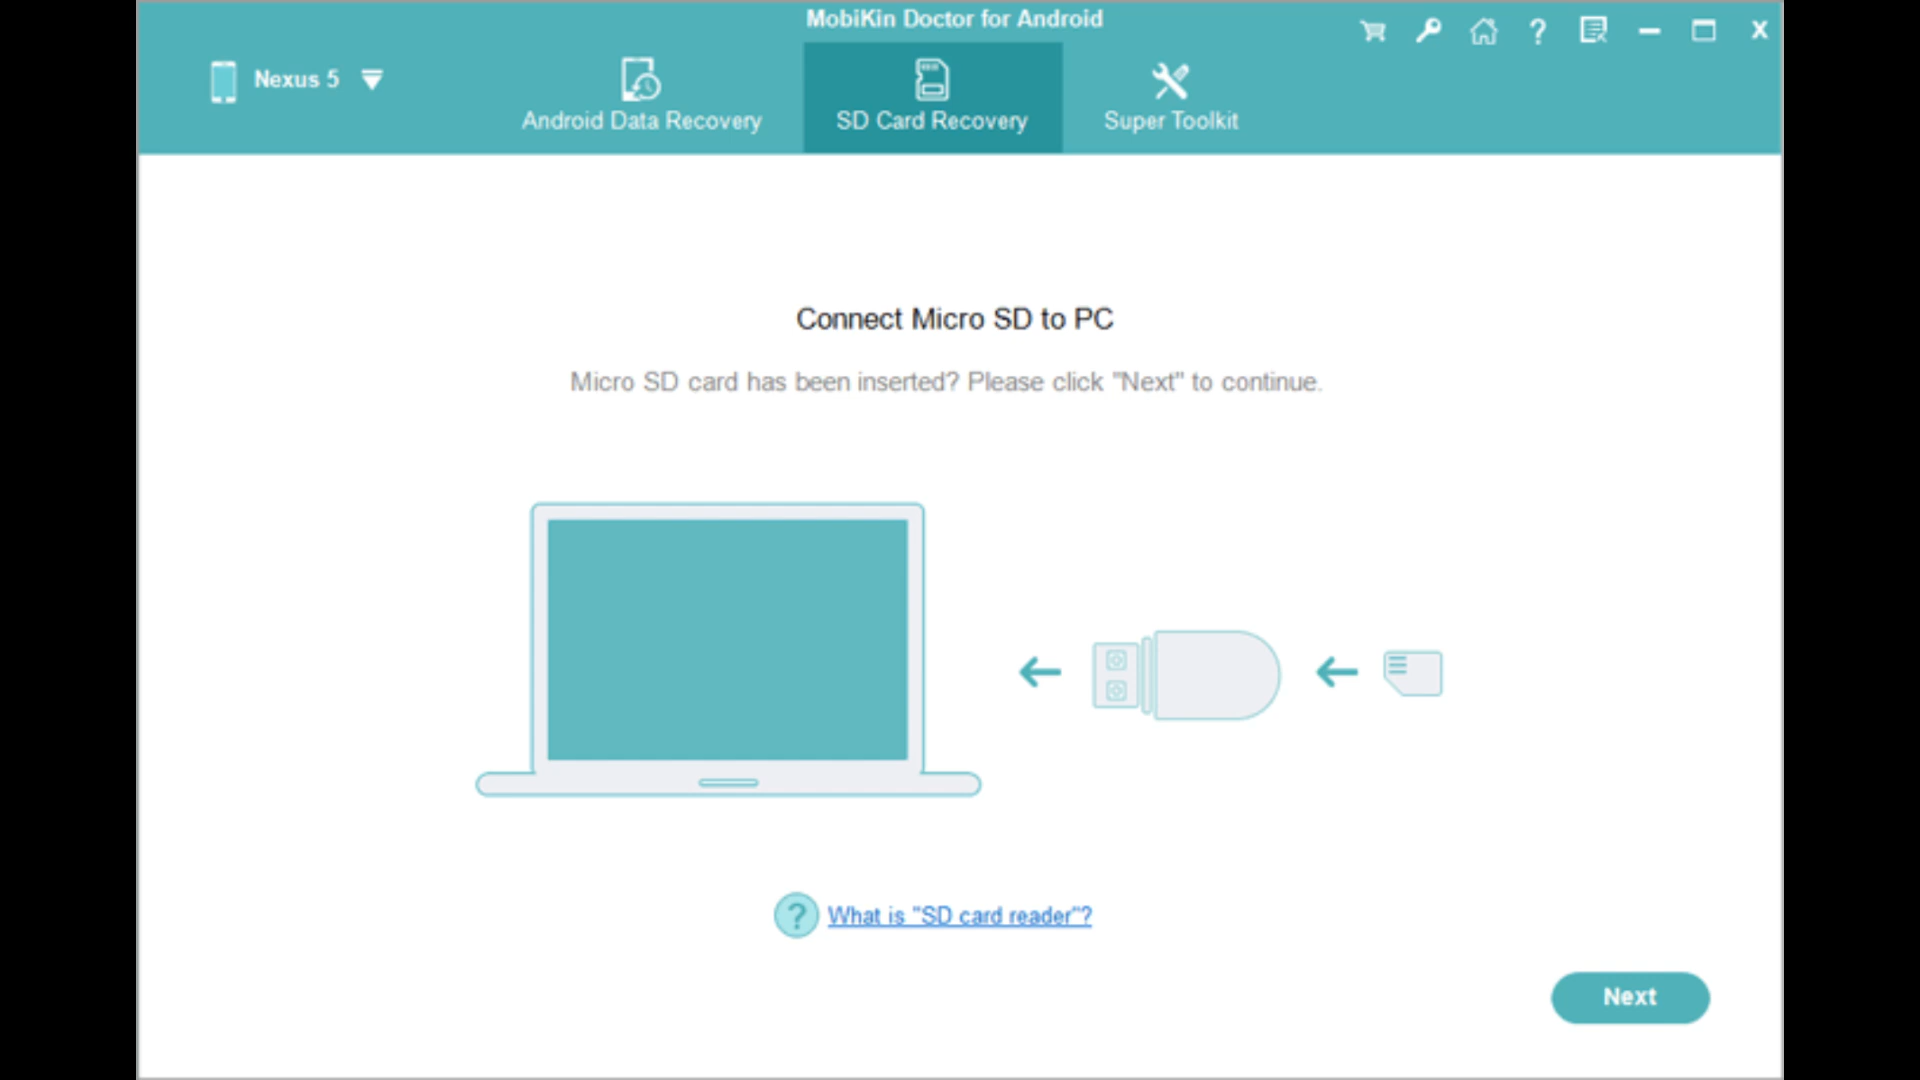 MobiKin Doctor for Android
Nexus 5
Android Data Recovery
SD Card Recovery
Super Toolkit
Connect Micro SD to PC
Micro SD card has been inserted? Please click "Next" to continue.
? What is "SD card reader"?
Next